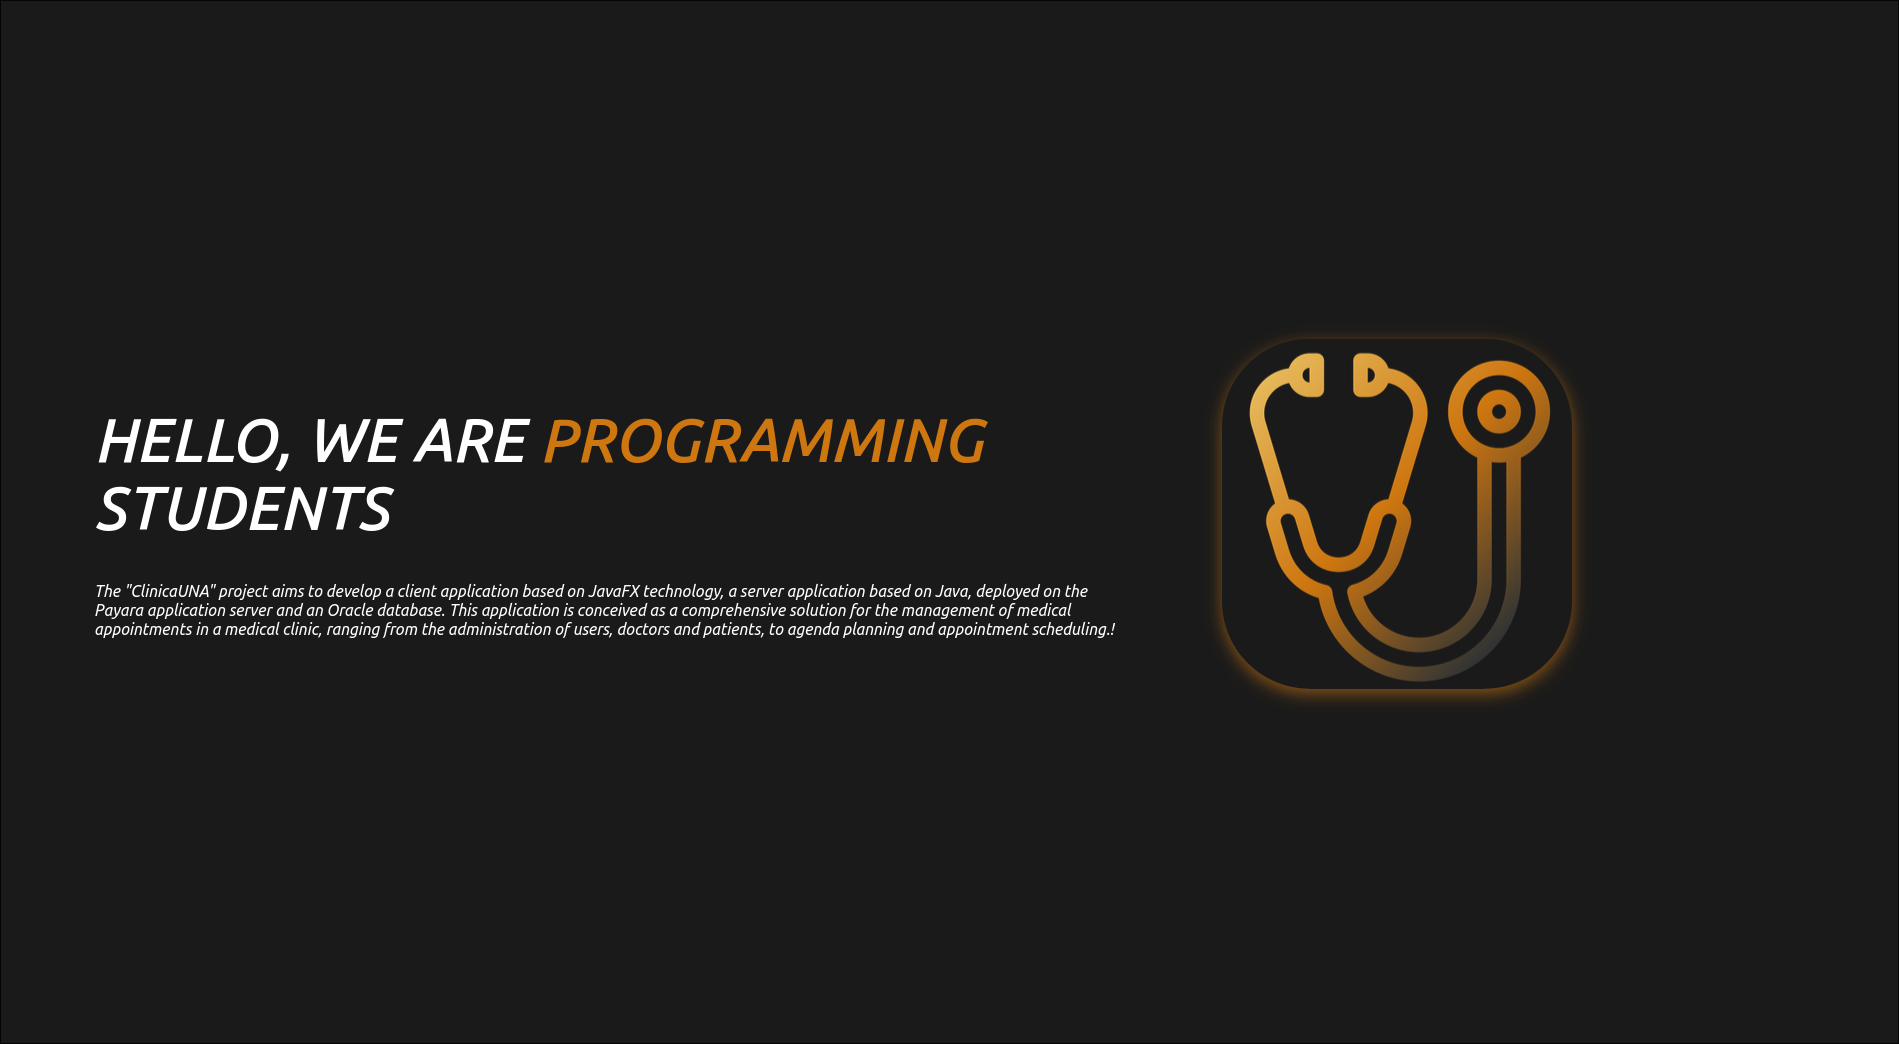 HELLO, WE ARE PROGRAMMING
STUDENTS
The "ClinicaUNA" project aims to develop a client application based on JavaFX technology, a server application based on Java, deployed on the
Payara application server and an Oracle database. This application is conceived as a comprehensive solution for the management of medical
appointments in a medical clinic, ranging from the administration of users, doctors and patients, to agenda planning and appointment scheduling.!